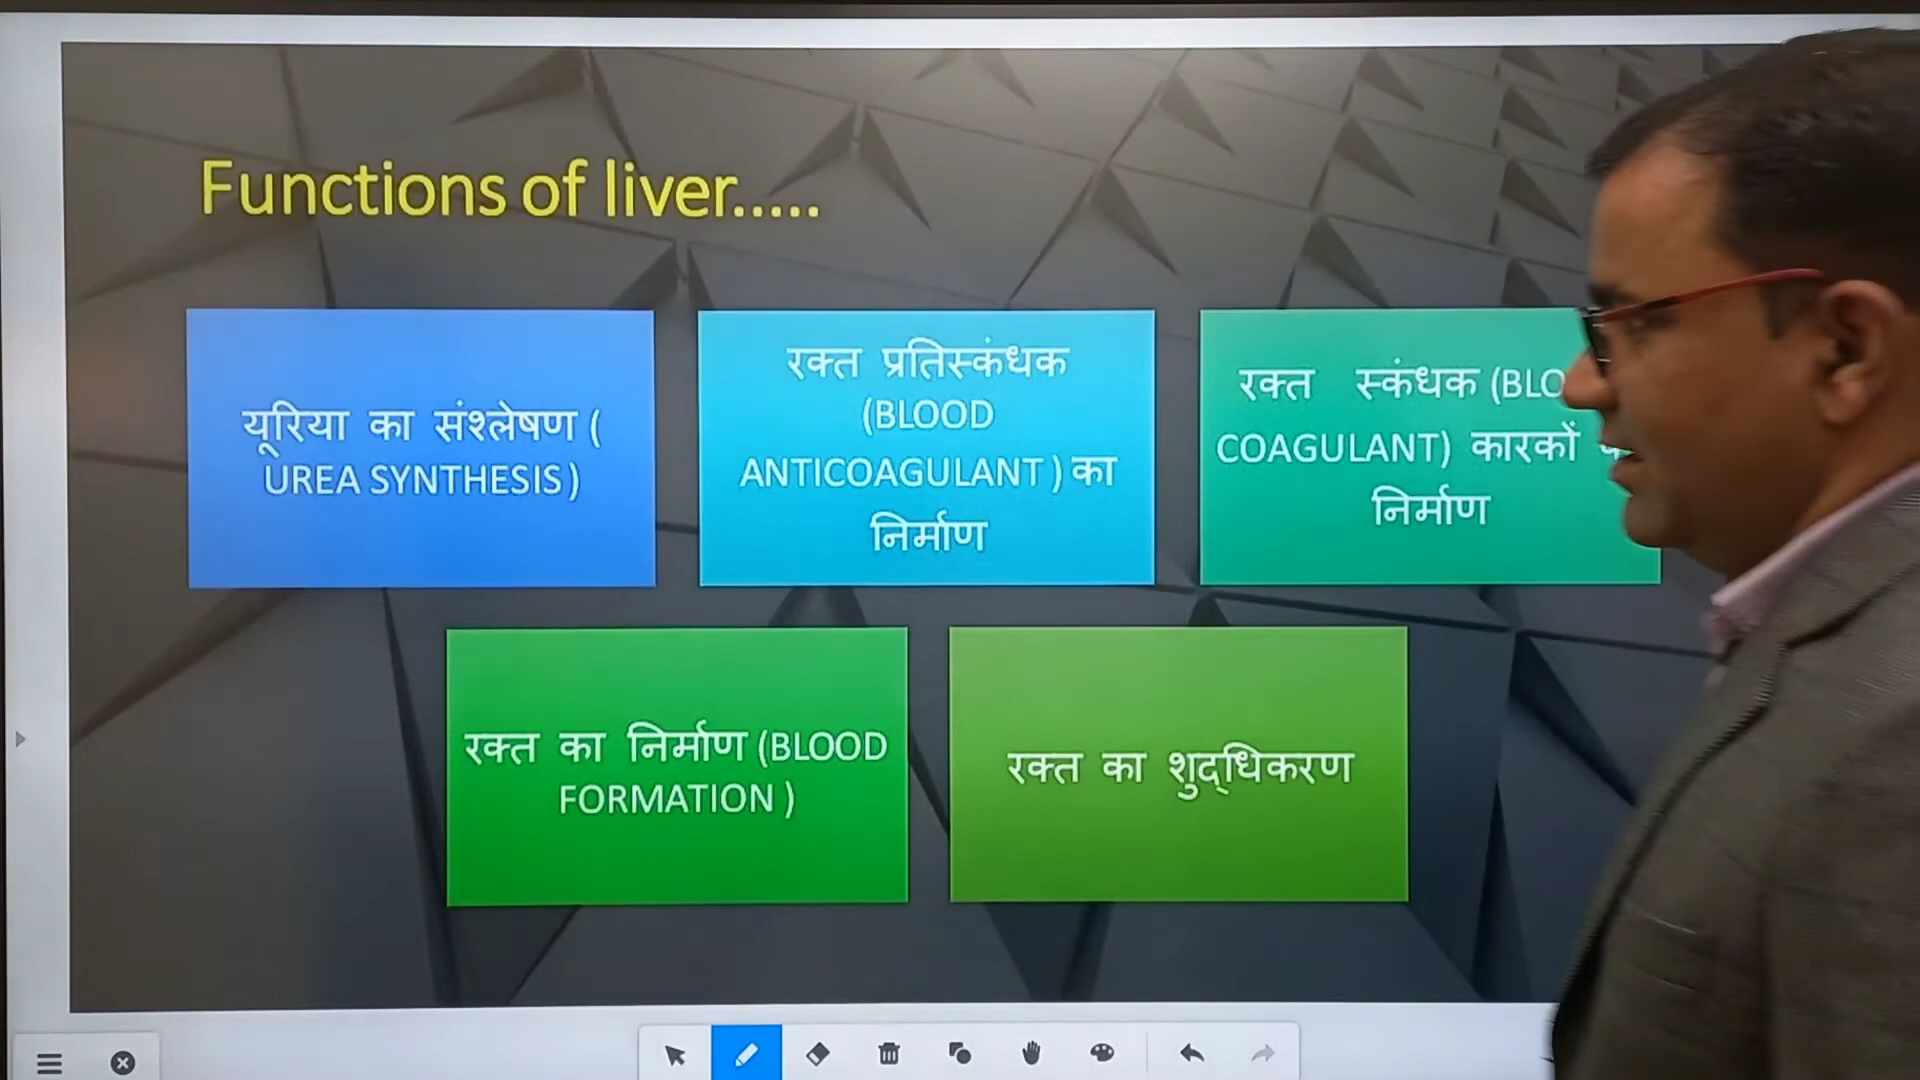 Functions of liver.....
यूरिया का संश्लेषण (
UREA SYNTHESIS )
रक्त प्रतिस्कंधक
(BLOOD
ANTICOAGULANT ) का
निर्माण
रक्त स्कंधक
COAGULANT) कारकों
निर्माण
रक्त का निर्माण (BLOOD
FORMATION )
रक्त का शुद्धिकरण